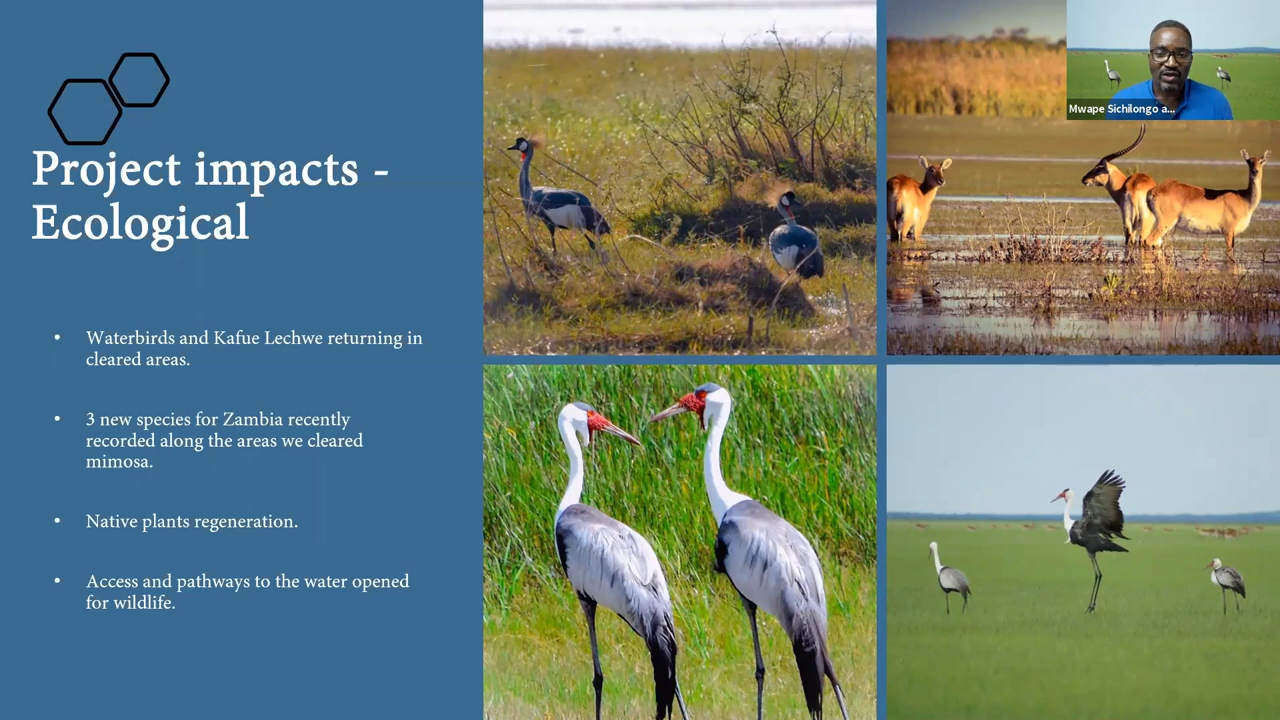 Mwape Sichilongo a...
Project impacts -
Ecological
• Waterbirds and Kafue Lechwe returning in
cleared areas.
• 3 new species for Zambia recently
recorded along the areas we cleared
mimosa.
• Native plants regeneration.
• Access and pathways to the water opened
for wildlife.